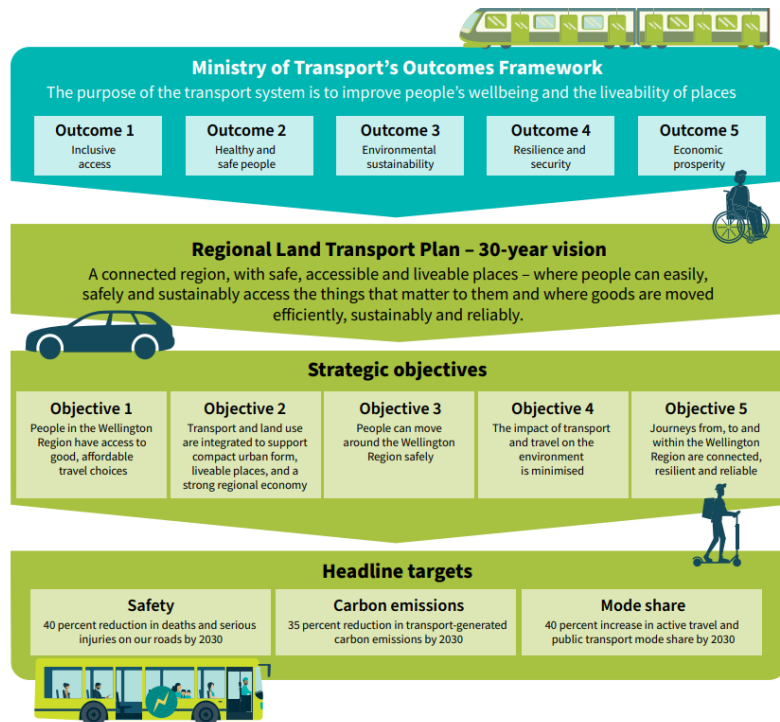 Ministry of Transport's Outcomes Framework
The purpose of the transport system is to improve people's wellbeing and the liveability of places
Outcome 1
Inclusive
access
Outcome 2
Healthy and
safe people
Outcome 3
Environmental
sustainability
Outcome 4
Resilience and
security
Outcome 5
Economic
prosperity
Regional Land Transport Plan – 30-year vision
A connected region, with safe, accessible and liveable places – where people can easily,
safely and sustainably access the things that matter to them and where goods are moved
efficiently, sustainably and reliably.
Strategic objectives
Objective 1
People in the Wellington
Region have access to
good, affordable
travel choices
Objective 2
Transport and land use
are integrated to support
compact urban form,
liveable places, and a
strong regional economy
Objective 3
People can move
around the Wellington
Region safely
Objective 4
The impact of transport
and travel on the
environment
is minimised
Objective 5
Journeys from, to and
within the Wellington
Region are connected,
resilient and reliable
Headline targets
Safety
40 percent reduction in deaths and serious
injuries on our roads by 2030
Carbon emissions
35 percent reduction in transport-generated
carbon emissions by 2030
Mode share
40 percent increase in active travel and
public transport mode share by 2030